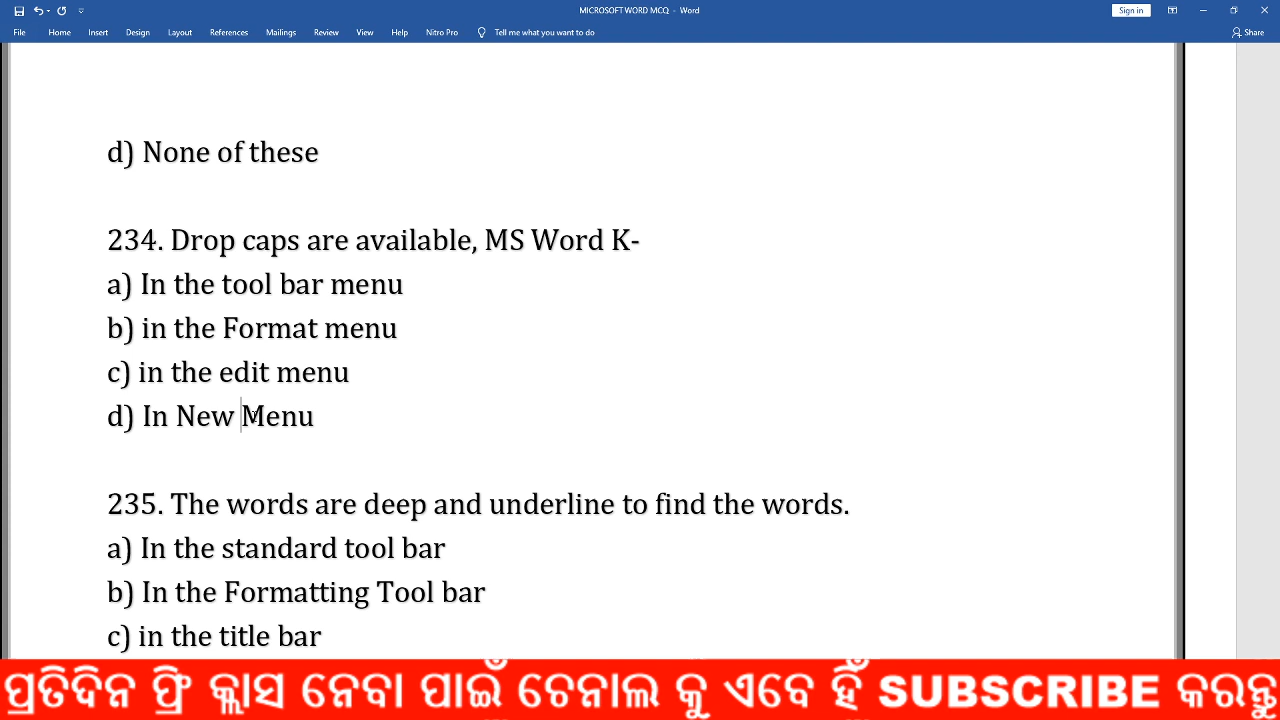 MICROSOFT WORD MCQ - Word
Sign in
File Home Insert Design Layout References Mailings Review View Help Nitro Pro Tell me what you want to do Share
d) None of these
234. Drop caps are available, MS Word K-
a) In the tool bar menu
b) in the Format menu
c) in the edit menu
d) In New Menu
235. The words are deep and underline to find the words.
a) In the standard tool bar
b) In the Formatting Tool bar
c) in the title bar
ପ୍ରତିଦିନ ଫ୍ରି କ୍ଲାସ ନେବା ପାଇଁ ଚେନାଲ କୁ ଏବେ ହିଁ SUBSCRIBE କରନ୍ତୁ